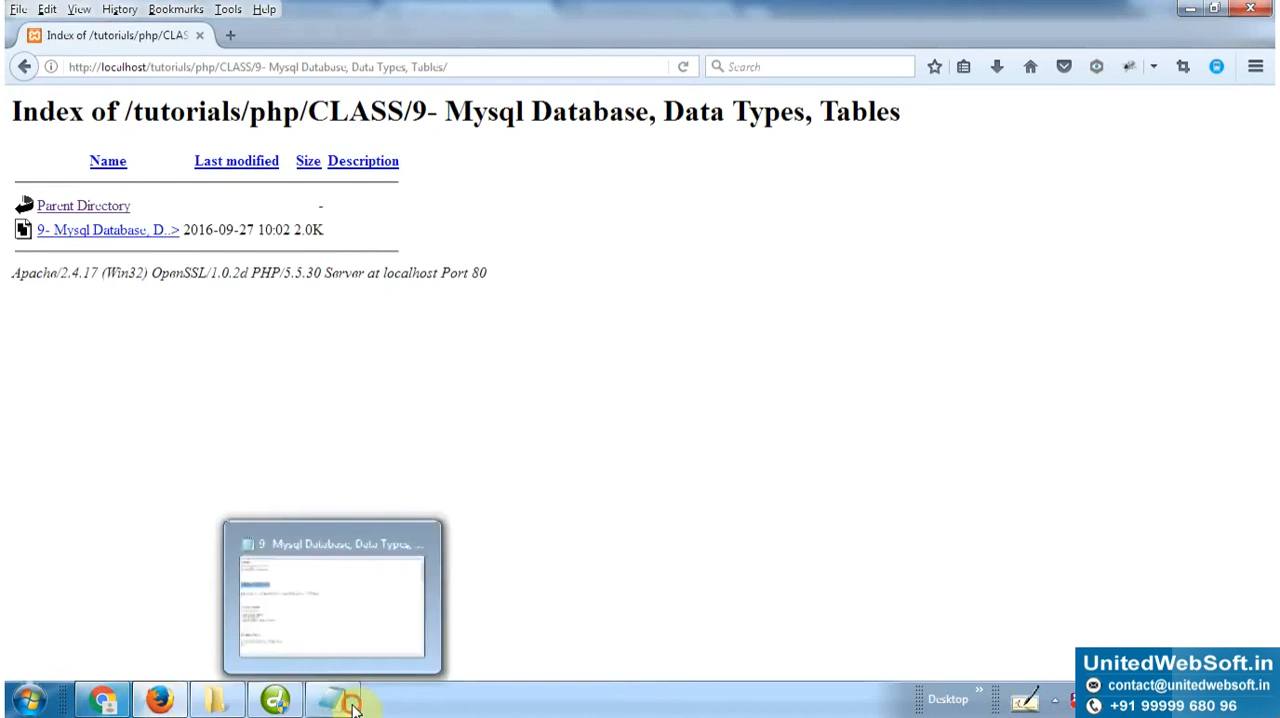 File Edit View History Bookmarks Tools Help
Index of /tutorials/php/CLAS
http://localhost/tutorials/php/CLASS/9- Mysql Database, Data Types, Tables/
Search
Index of /tutorials/php/CLASS/9- Mysql Database, Data Types, Tables
Name Last modified Size Description
Parent Directory -
9- Mysql Database, D..> 2016-09-27 10:02 2.0K
Apache/2.4.17 (Win32) OpenSSL/1.0.2d PHP/5.5.30 Server at localhost Port 80
9 Mysql Database, Data Types, ...
Desktop
UnitedWebSoft.in
contact@unitedwebsoft.in
+91 99999 680 96